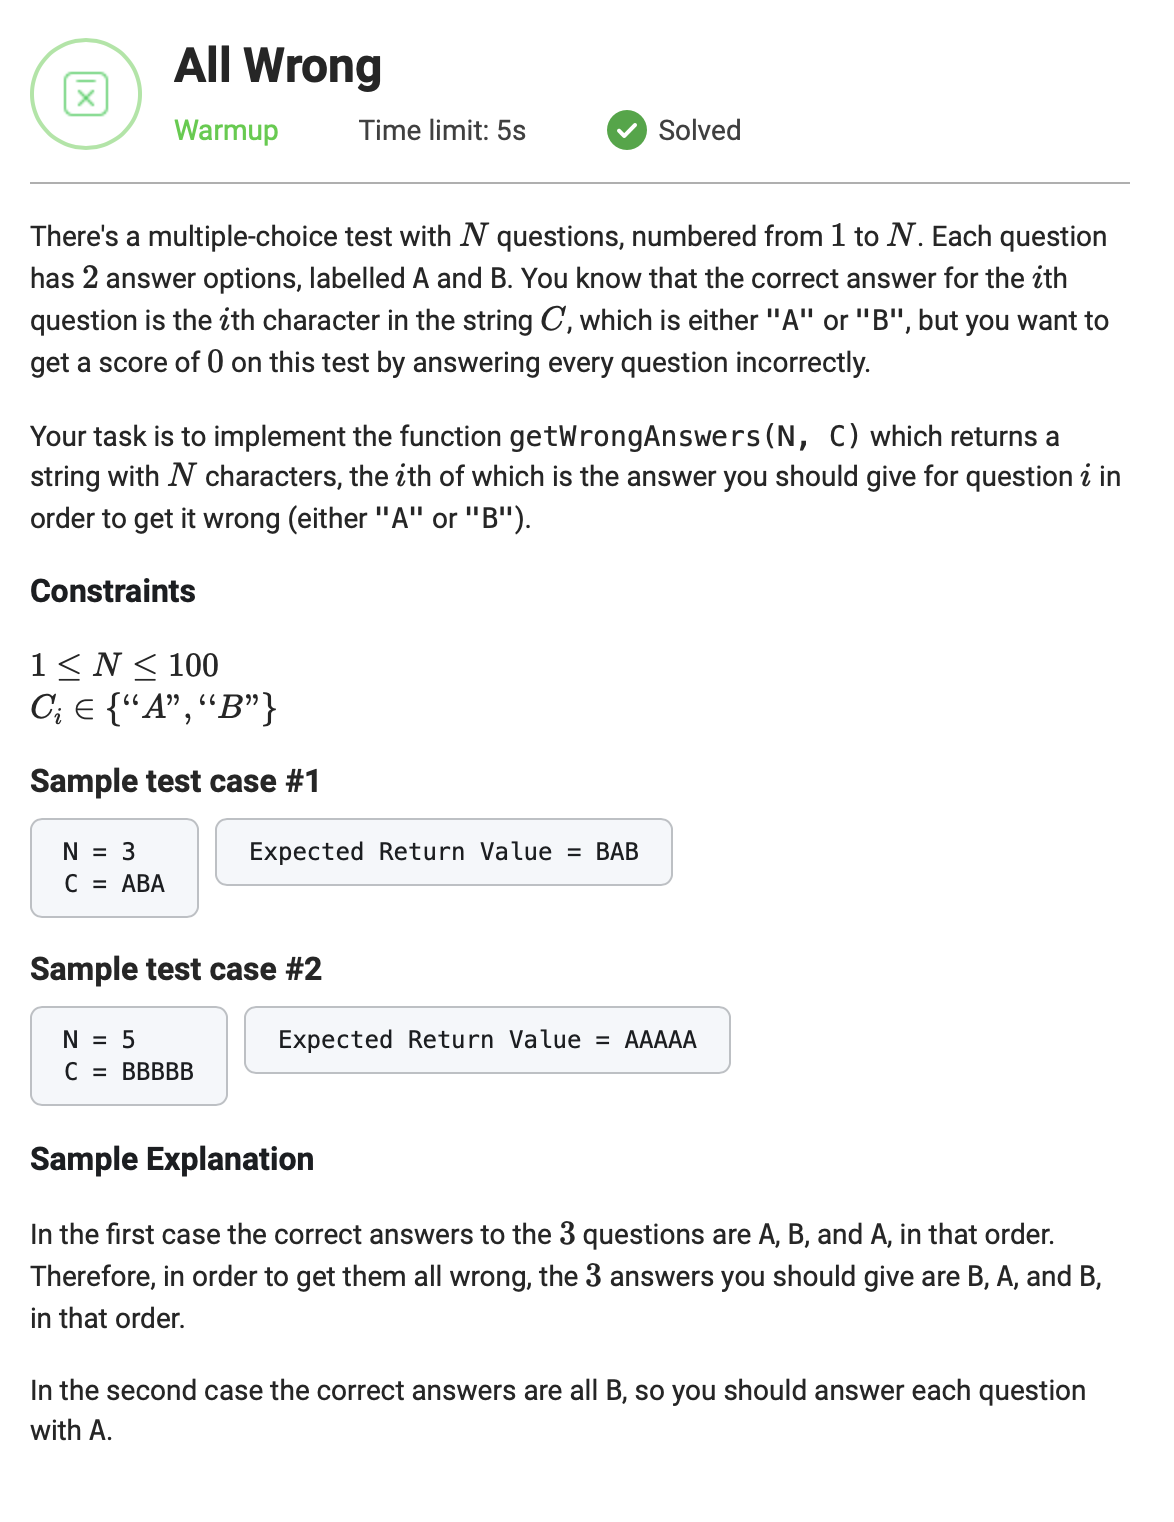 All Wrong
Warmup Time limit: 5s Solved
There's a multiple-choice test with N questions, numbered from 1 to N. Each question
has 2 answer options, labelled A and B. You know that the correct answer for the ith
question is the ith character in the string C, which is either "A" or "B", but you want to
get a score of 0 on this test by answering every question incorrectly.
Your task is to implement the function getWrongAnswers(N, C) which returns a
string with N characters, the ith of which is the answer you should give for question i in
order to get it wrong (either "A" or "B").
Constraints
1 ≤ N ≤ 100
C_i ∈ {“A”, “B”}
Sample test case #1
N = 3
C = ABA
Expected Return Value = BAB
Sample test case #2
N = 5
C = BBBBB
Expected Return Value = AAAAA
Sample Explanation
In the first case the correct answers to the 3 questions are A, B, and A, in that order.
Therefore, in order to get them all wrong, the 3 answers you should give are B, A, and B,
in that order.
In the second case the correct answers are all B, so you should answer each question
with A.